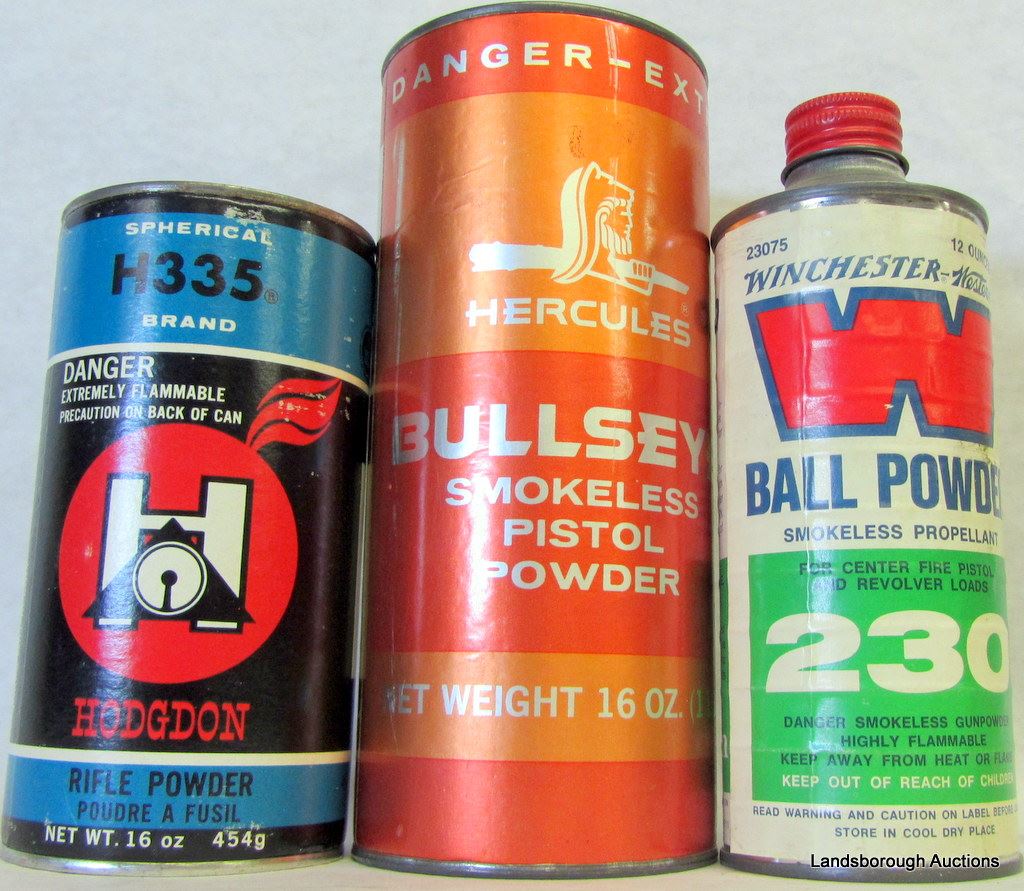 SPHERICAL
H335®
BRAND
DANGER
EXTREMELY FLAMMABLE
PRECAUTION ON BACK OF CAN
H
HODGDON
RIFLE POWDER
POUDRE A FUSIL
NET WT. 16 oz 454g
DANGER-EXT
HERCULES®
BULLSEY
SMOKELESS
PISTOL
POWDER
NET WEIGHT 16 OZ. (1
23075
12 OUNC
WINCHESTER-Weste
W
BALL POWDE
SMOKELESS PROPELLANT
FOR CENTER FIRE PISTOL
AND REVOLVER LOADS
230
DANGER SMOKELESS GUNPOWDER
HIGHLY FLAMMABLE
KEEP AWAY FROM HEAT OR FLAME
KEEP OUT OF REACH OF CHILDREN
READ WARNING AND CAUTION ON LABEL BEFORE
STORE IN COOL DRY PLACE
Landsborough Auctions